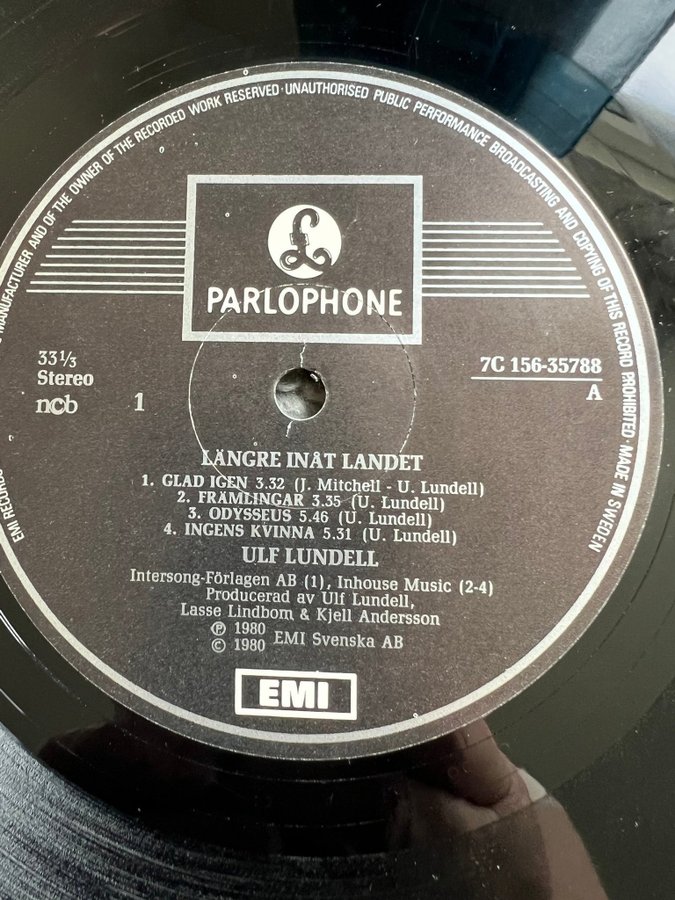 MANUFACTURER AND OF THE OWNER OF THE RECORDED WORK RESERVED·UNAUTHORISED PUBLIC PERFORMANCE BROADCASTING AND COPYING OF THIS RECORD PROHIBITED·MADE IN SWEDEN
£
PARLOPHONE
33⅓
Stereo
ncb
1
7C 156-35788
A
LÄNGRE INÅT LANDET
1. GLAD IGEN 3.32 (J. Mitchell - U. Lundell)
2. FRÄMLINGAR 3.35 (U. Lundell)
3. ODYSSEUS 5.46 (U. Lundell)
4. INGENS KVINNA 5.31 (U. Lundell)
ULF LUNDELL
Intersong-Förlagen AB (1), Inhouse Music (2-4)
Producerad av Ulf Lundell,
Lasse Lindbom & Kjell Andersson
Ⓟ 1980
© 1980 EMI Svenska AB
EMI
EMI RECORDS